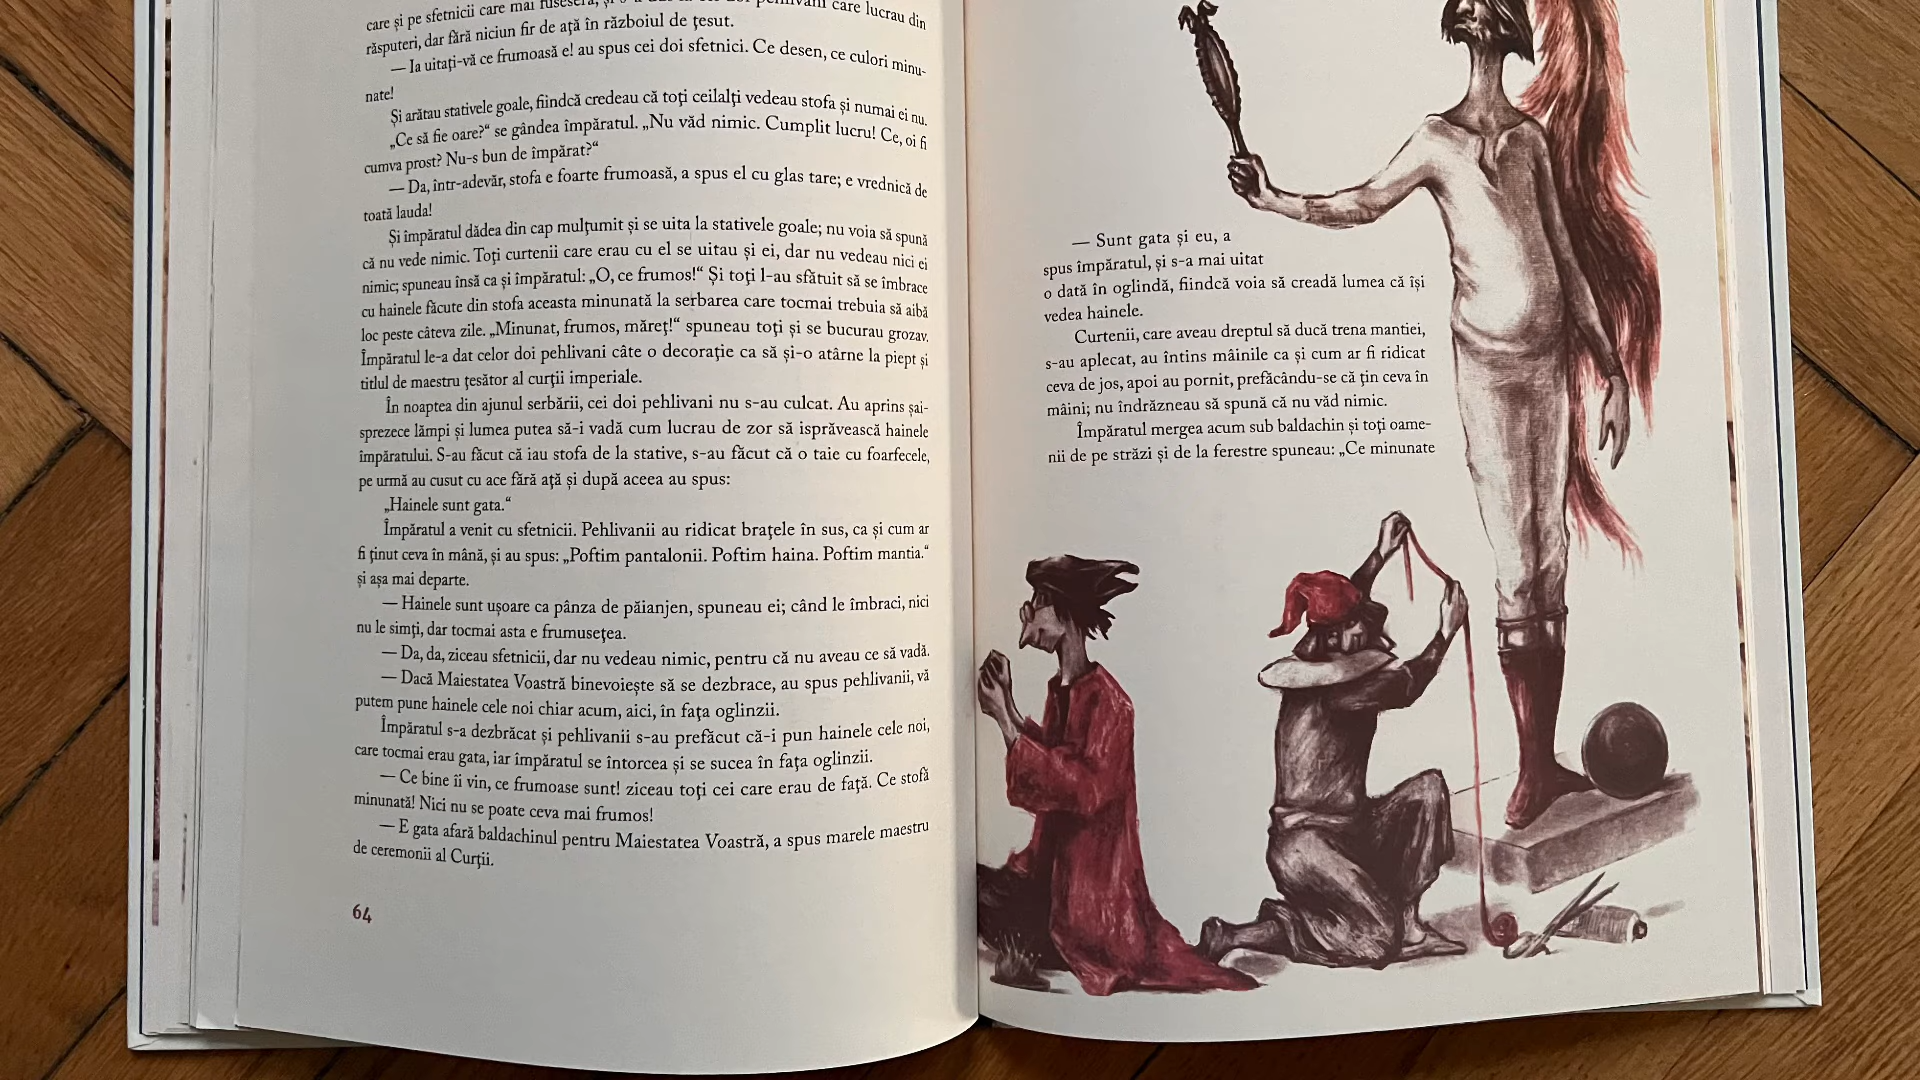 care și pe sfetnicii care mai fuseseră, și s-a dus la cei doi pehlivani care lucrau din
răsputeri, dar fără niciun fir de ață în războiul de țesut.
— Ia uitați-vă ce frumoasă e! au spus cei doi sfetnici. Ce desen, ce culori minu-
nate!
Și arătau stativele goale, fiindcă credeau că toți ceilalți vedeau stofa și numai ei nu.
„Ce să fie oare?“ se gândea împăratul. „Nu văd nimic. Cumplit lucru! Ce, oi fi
cumva prost? Nu-s bun de împărat?“
— Da, într-adevăr, stofa e foarte frumoasă, a spus el cu glas tare; e vrednică de
toată lauda!
Și împăratul dădea din cap mulțumit și se uita la stativele goale; nu voia să spună
că nu vede nimic. Toți curtenii care erau cu el se uitau și ei, dar nu vedeau nici ei
nimic; spuneau însă ca și împăratul: „O, ce frumos!“ Și toți l-au sfătuit să se îmbrace
cu hainele făcute din stofa aceasta minunată la serbarea care tocmai trebuia să aibă
loc peste câteva zile. „Minunat, frumos, măreț!“ spuneau toți și se bucurau grozav.
Împăratul le-a dat celor doi pehlivani câte o decorație ca să și-o atârne la piept și
titlul de maestru țesător al curții imperiale.
În noaptea din ajunul serbării, cei doi pehlivani nu s-au culcat. Au aprins șai-
sprezece lămpi și lumea putea să-i vadă cum lucrau de zor să isprăvească hainele
împăratului. S-au făcut că iau stofa de la stative, s-au făcut că o taie cu foarfecele,
pe urmă au cusut cu ace fără ață și după aceea au spus:
„Hainele sunt gata.“
Împăratul a venit cu sfetnicii. Pehlivanii au ridicat brațele în sus, ca și cum ar
fi ținut ceva în mână, și au spus: „Poftim pantalonii. Poftim haina. Poftim mantia.“
și așa mai departe.
— Hainele sunt ușoare ca pânza de păianjen, spuneau ei; când le îmbraci, nici
nu le simți, dar tocmai asta e frumusețea.
— Da, da, ziceau sfetnicii, dar nu vedeau nimic, pentru că nu aveau ce să vadă.
— Dacă Maiestatea Voastră binevoiește să se dezbrace, au spus pehlivanii, vă
putem pune hainele cele noi chiar acum, aici, în fața oglinzii.
Împăratul s-a dezbrăcat și pehlivanii s-au prefăcut că-i pun hainele cele noi,
care tocmai erau gata, iar împăratul se întorcea și se sucea în fața oglinzii.
— Ce bine îi vin, ce frumoase sunt! ziceau toți cei care erau de față. Ce stofă
minunată! Nici nu se poate ceva mai frumos!
— E gata afară baldachinul pentru Maiestatea Voastră, a spus marele maestru
de ceremonii al Curții.
64
— Sunt gata și eu, a
spus împăratul, și s-a mai uitat
o dată în oglindă, fiindcă voia să creadă lumea că își
vedea hainele.
Curtenii, care aveau dreptul să ducă trena mantiei,
s-au aplecat, au întins mâinile ca și cum ar fi ridicat
ceva de jos, apoi au pornit, prefăcându-se că țin ceva în
mâini; nu îndrăzneau să spună că nu văd nimic.
Împăratul mergea acum sub baldachin și toți oame-
nii de pe străzi și de la ferestre spuneau: „Ce minunate